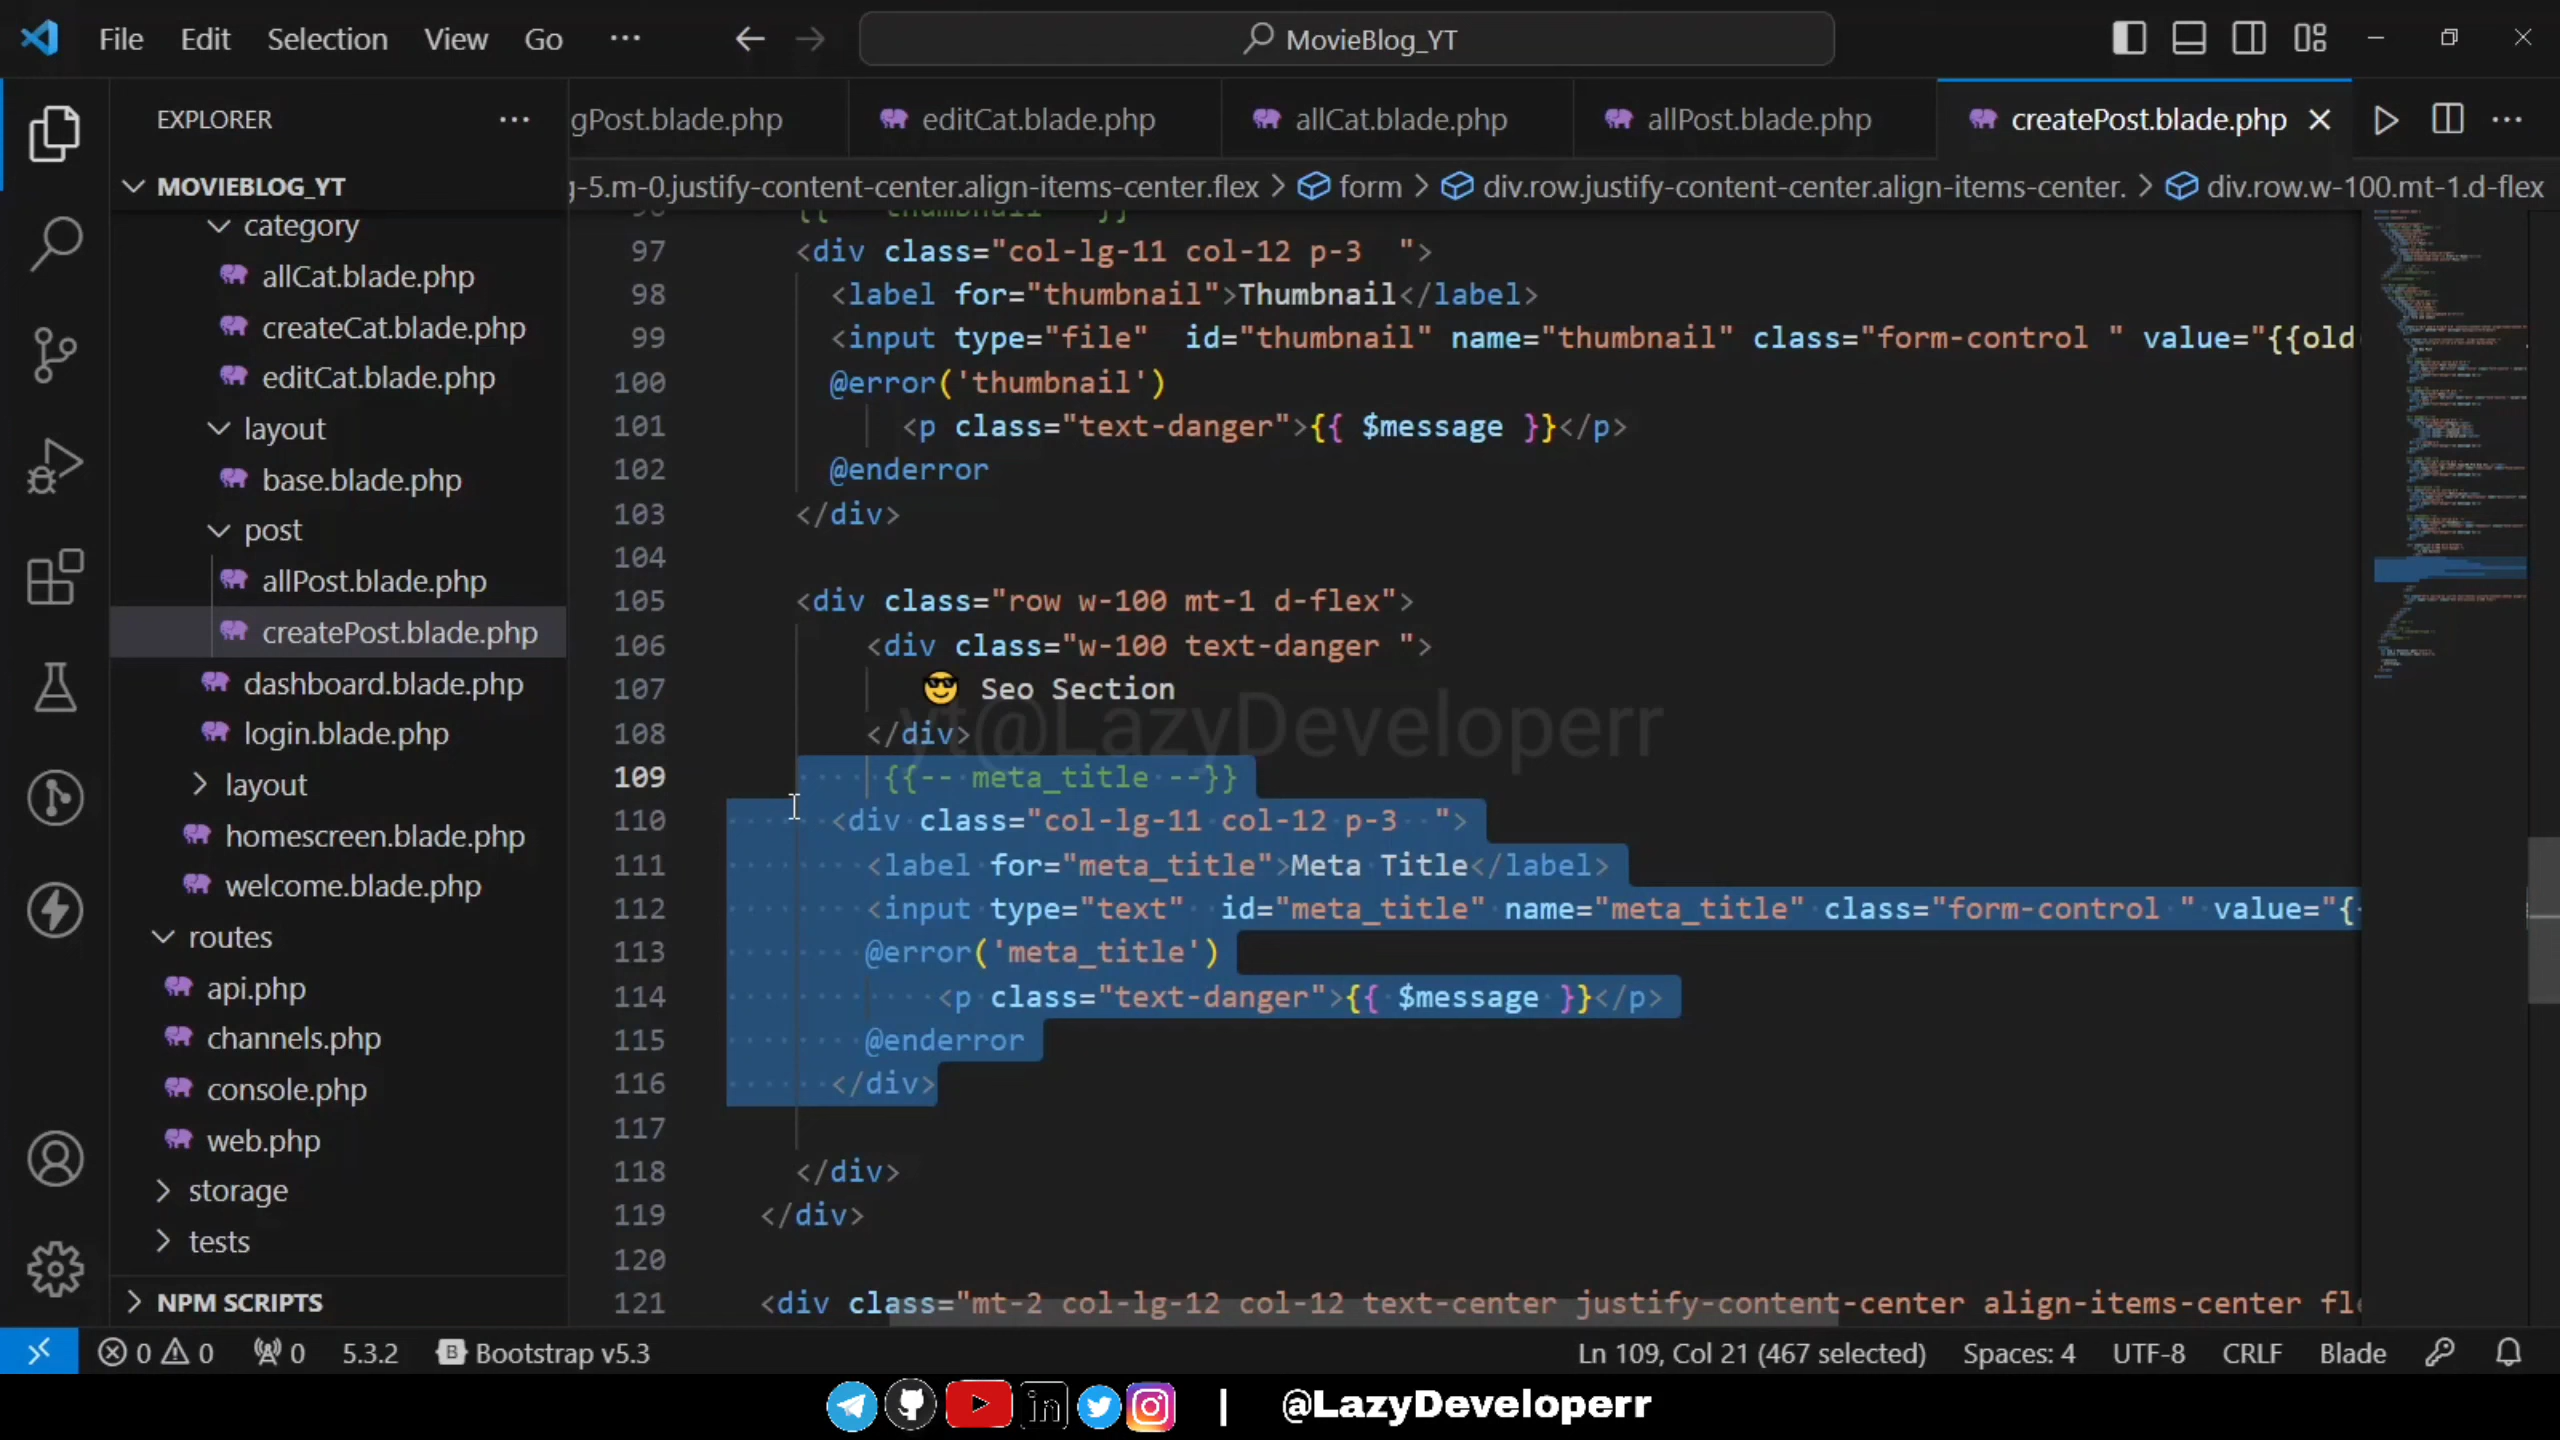 File Edit Selection View Go ··· MovieBlog_YT
EXPLORER
gPost.blade.php editCat.blade.php allCat.blade.php allPost.blade.php createPost.blade.php
MOVIEBLOG_YT
-5.m-0.justify-content-center.align-items-center.flex > form > div.row.justify-content-center.align-items-center. > div.row.w-100.mt-1.d-flex
category
allCat.blade.php
createCat.blade.php
editCat.blade.php
layout
base.blade.php
post
allPost.blade.php
createPost.blade.php
dashboard.blade.php
login.blade.php
layout
homescreen.blade.php
welcome.blade.php
routes
api.php
channels.php
console.php
web.php
storage
tests
NPM SCRIPTS
97 <div class="col-lg-11 col-12 p-3  ">
98 <label for="thumbnail">Thumbnail</label>
99 <input type="file"  id="thumbnail" name="thumbnail" class="form-control " value="{{old
100 @error('thumbnail')
101 <p class="text-danger">{{ $message }}</p>
102 @enderror
103 </div>
104
105 <div class="row w-100 mt-1 d-flex">
106 <div class="w-100 text-danger ">
107 😎 Seo Section
108 </div>
yt@LazyDeveloperr
109 {{-- meta_title --}}
110 <div class="col-lg-11 col-12 p-3  ">
111 <label for="meta_title">Meta Title</label>
112 <input type="text"  id="meta_title" name="meta_title" class="form-control " value="{
113 @error('meta_title')
114 <p class="text-danger">{{ $message }}</p>
115 @enderror
116 </div>
117
118 </div>
119 </div>
120
121 <div class="mt-2 col-lg-12 col-12 text-center justify-content-center align-items-center fl
0 0 0 5.3.2 Bootstrap v5.3 Ln 109, Col 21 (467 selected) Spaces: 4 UTF-8 CRLF Blade
in | @LazyDeveloperr